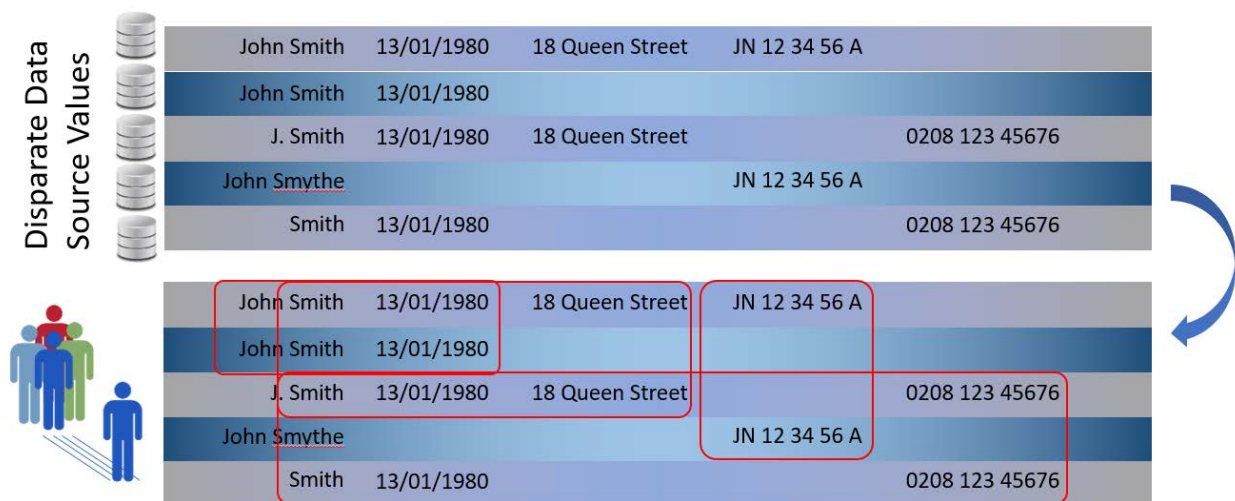 Disparate Data
Source Values
John Smith 13/01/1980 18 Queen Street JN 12 34 56 A
John Smith 13/01/1980
J. Smith 13/01/1980 18 Queen Street 0208 123 45676
John Smythe JN 12 34 56 A
Smith 13/01/1980 0208 123 45676
John Smith 13/01/1980 18 Queen Street JN 12 34 56 A
John Smith 13/01/1980
J. Smith 13/01/1980 18 Queen Street 0208 123 45676
John Smythe JN 12 34 56 A
Smith 13/01/1980 0208 123 45676